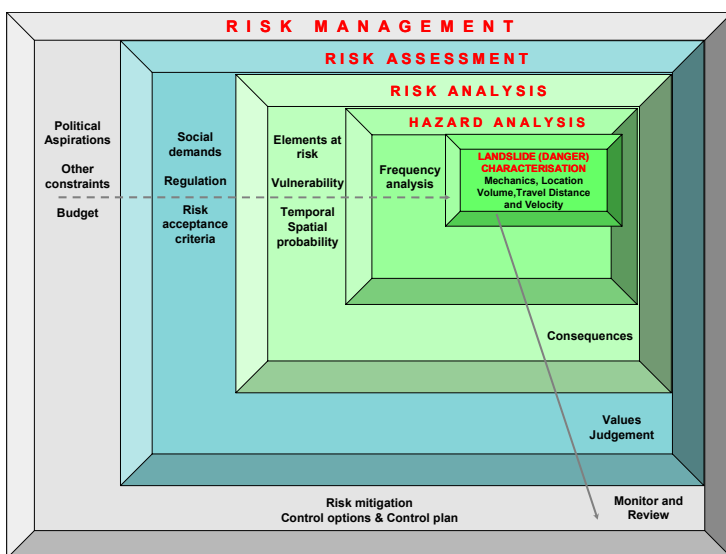 RISK MANAGEMENT
RISK ASSESSMENT
RISK ANALYSIS
HAZARD ANALYSIS
LANDSLIDE (DANGER)
CHARACTERISATION
Mechanics, Location
Volume,Travel Distance
and Velocity
Political
Aspirations
Other
constraints
Budget
Social
demands
Regulation
Risk
acceptance
criteria
Elements at
risk
Vulnerability
Temporal
Spatial
probability
Frequency
analysis
Consequences
Values
Judgement
Risk mitigation
Control options & Control plan
Monitor and
Review